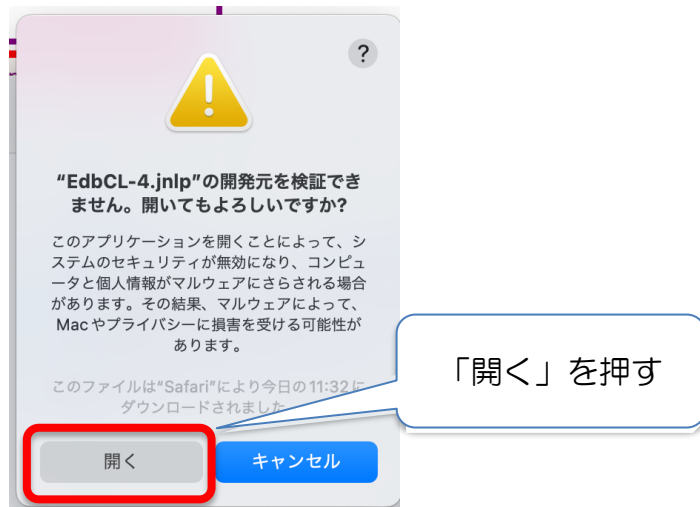 ?
“EdbCL-4.jnlp”の開発元を検証でき
ません。開いてもよろしいですか?
このアプリケーションを開くことによって、シ
ステムのセキュリティが無効になり、コンピュ
ータと個人情報がマルウェアにさらされる場合
があります。その結果、マルウェアによって、
Macやプライバシーに損害を受ける可能性が
あります。
このファイルは“Safari”により今日の11:32に
ダウンロードされました
開く
キャンセル
「開く」を押す